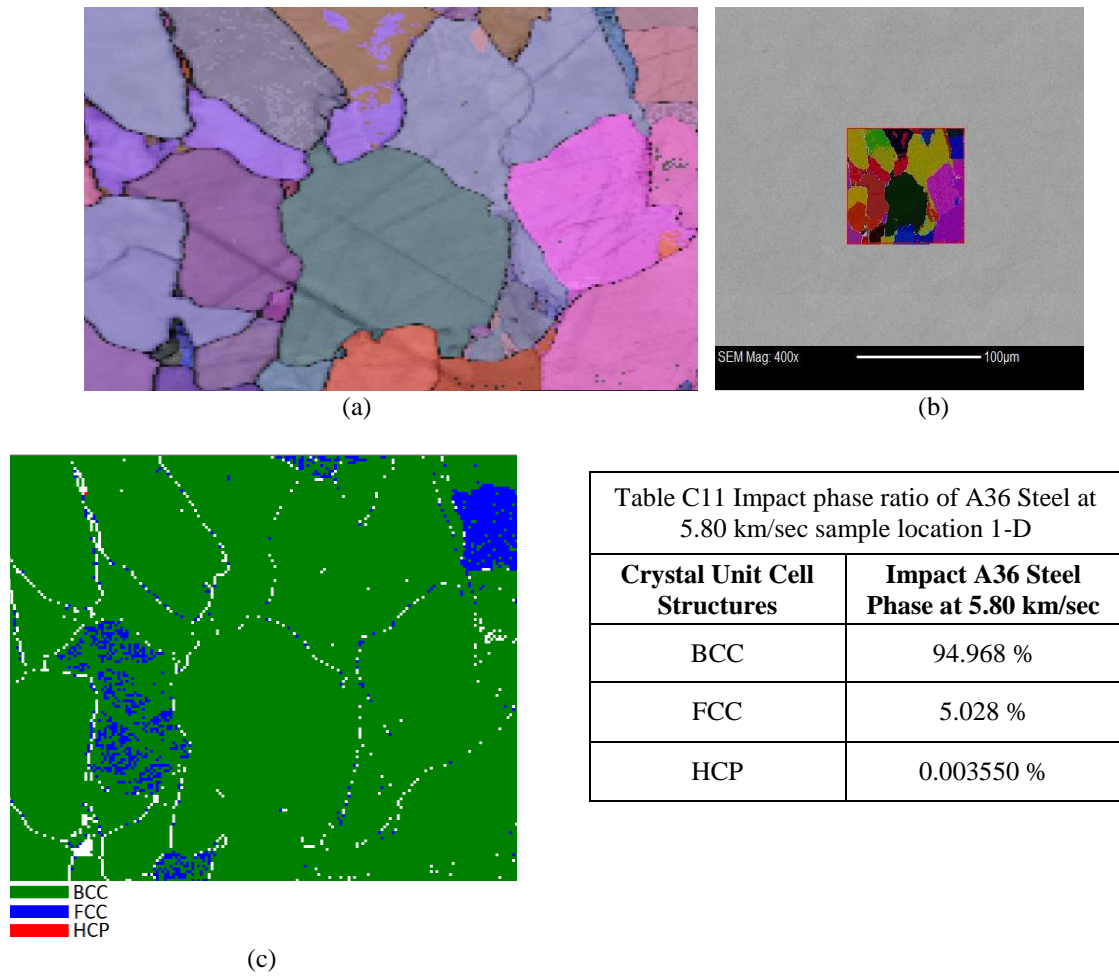 (a)
SEM Mag: 400x 100µm
(b)
Table C11 Impact phase ratio of A36 Steel at
5.80 km/sec sample location 1-D
Crystal Unit Cell
Structures
Impact A36 Steel
Phase at 5.80 km/sec
BCC 94.968 %
FCC 5.028 %
HCP 0.003550 %
BCC
FCC
HCP
(c)